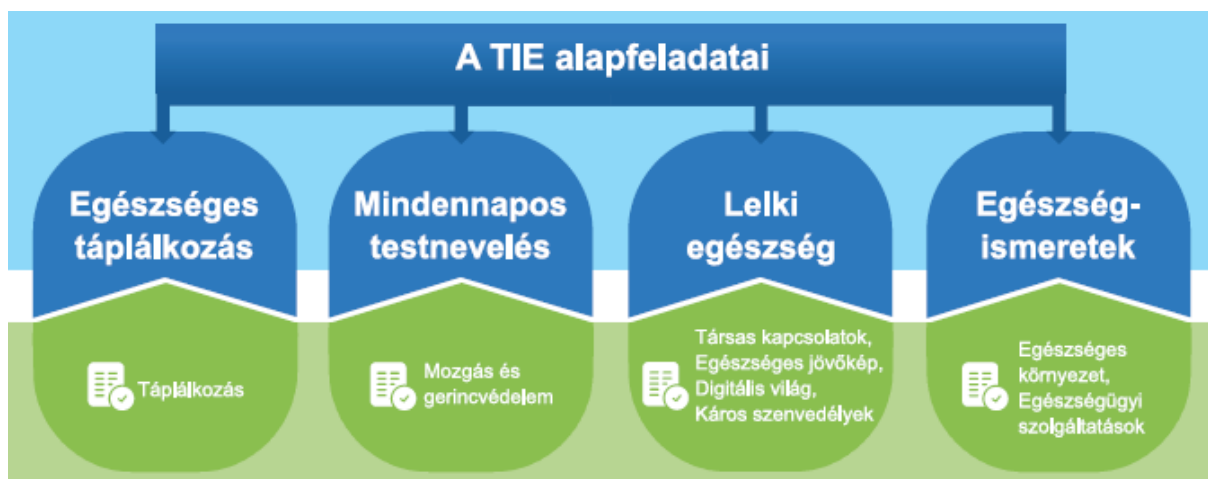 A TIE alapfeladatai
Egészséges
táplálkozás
Mindennapos
testnevelés
Lelki
egészség
Egészség-
ismeretek
Táplálkozás
Mozgás és
gerincvédelem
Társas kapcsolatok,
Egészséges jövőkép,
Digitális világ,
Káros szenvedélyek
Egészséges
környezet,
Egészségügyi
szolgáltatások